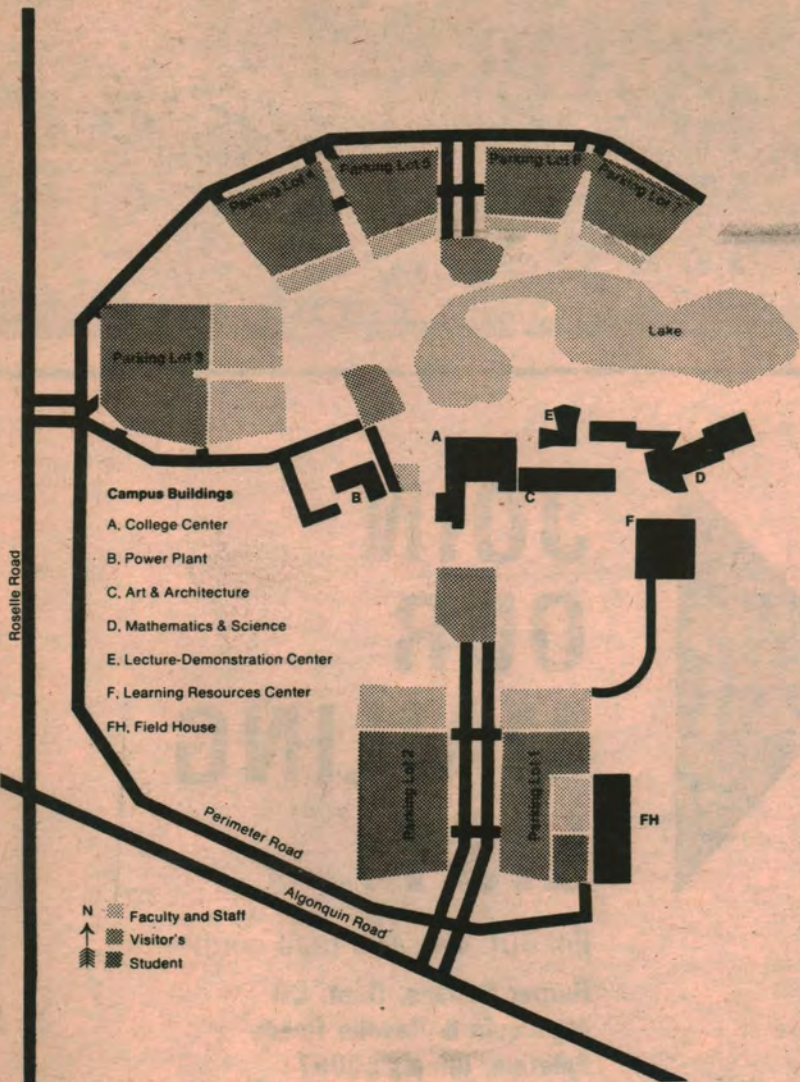 Parking Lot 4
Parking Lot 5
Parking Lot 6
Parking Lot 7
Parking Lot 3
Lake
A
E
B
C
D
F
Campus Buildings
A, College Center
B, Power Plant
C, Art & Architecture
D, Mathematics & Science
E, Lecture-Demonstration Center
F, Learning Resources Center
FH, Field House
Roselle Road
Parking Lot 2
Parking Lot 1
FH
Perimeter Road
Algonquin Road
N
Faculty and Staff
Visitor's
Student